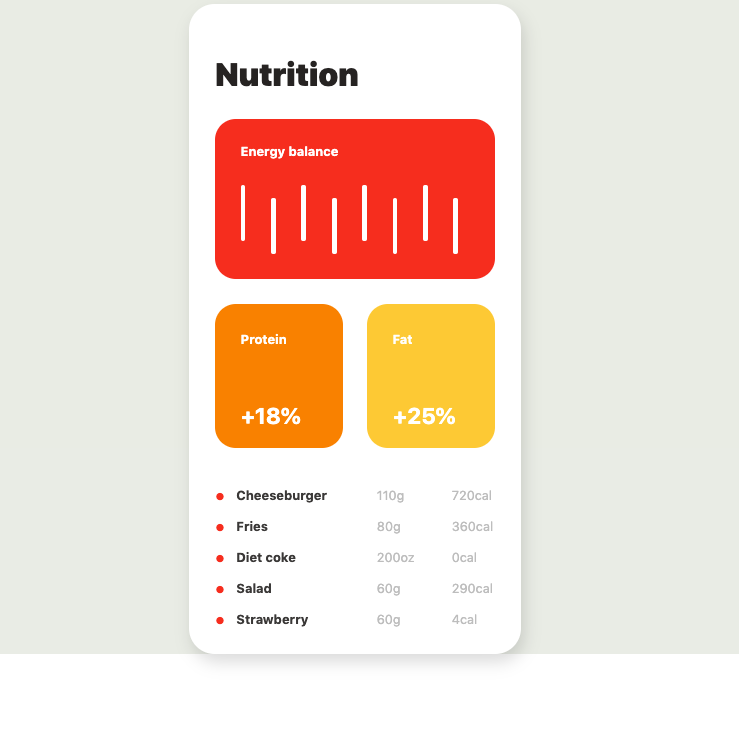 Nutrition
Energy balance
Protein
Fat
+18%
+25%
Cheeseburger 110g 720cal
Fries 80g 360cal
Diet coke 200oz 0cal
Salad 60g 290cal
Strawberry 60g 4cal